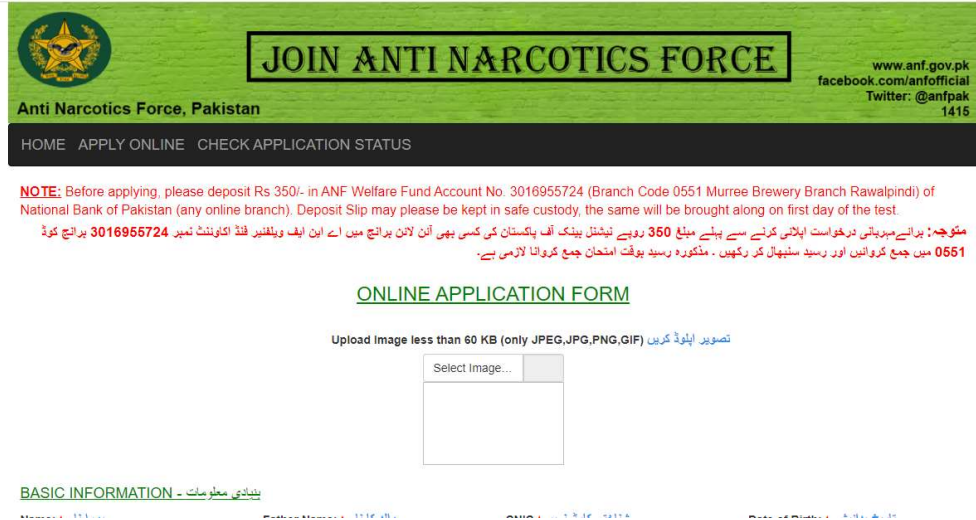 JOIN ANTI NARCOTICS FORCE
www.anf.gov.pk
facebook.com/anfofficial
Twitter: @anfpak
1415
Anti Narcotics Force, Pakistan
HOME APPLY ONLINE CHECK APPLICATION STATUS
NOTE: Before applying, please deposit Rs 350/- in ANF Welfare Fund Account No. 3016955724 (Branch Code 0551 Murree Brewery Branch Rawalpindi) of
National Bank of Pakistan (any online branch). Deposit Slip may please be kept in safe custody, the same will be brought along on first day of the test.
متوجہ: برائےمہربانی درخواست اپلائی کرنے سے پہلے مبلغ 350 روپے نیشنل بینک آف پاکستان کی کسی بھی آن لائن برانچ میں اے این ایف ویلفئیر فنڈ اکاونٹ نمبر 3016955724 برانچ کوڈ
0551 میں جمع کروائیں اور رسید سنبھال کر رکھیں ۔ مذکورہ رسید بوقت امتحان جمع کروانا لازمی ہے۔
ONLINE APPLICATION FORM
Upload Image less than 60 KB (only JPEG,JPG,PNG,GIF) تصویر اپلوڈ کریں
Select Image...
BASIC INFORMATION - بنیادی معلومات
Name: Father Name: CNIC Date of Birth: